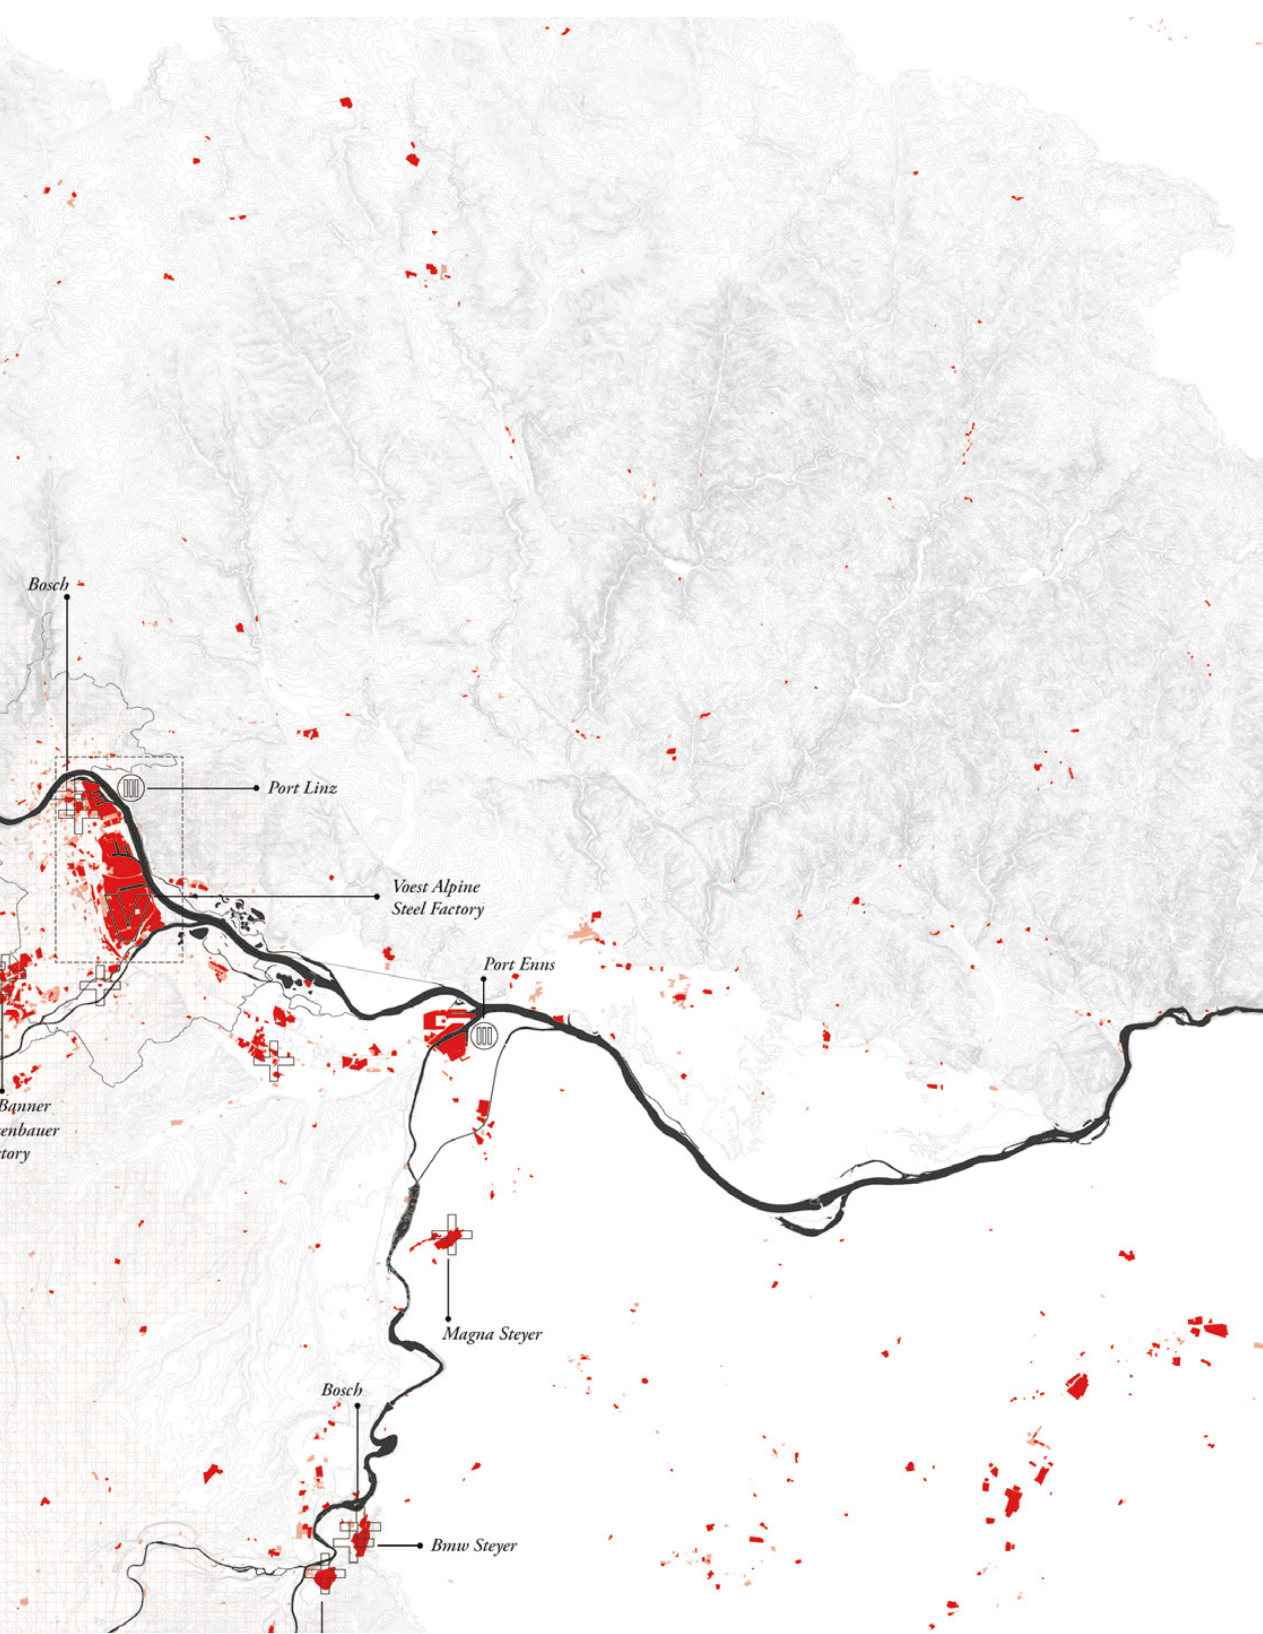 Bosch
Port Linz
Voest Alpine
Steel Factory
Port Enns
Banner
enbauer
tory
Magna Steyer
Bosch
Bmw Steyer